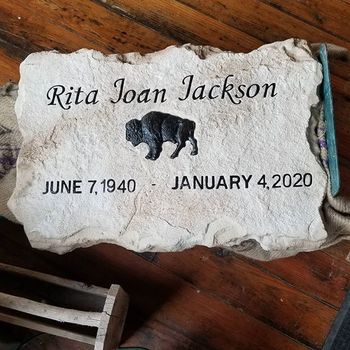 Rita Joan Jackson
JUNE 7, 1940 - JANUARY 4, 2020